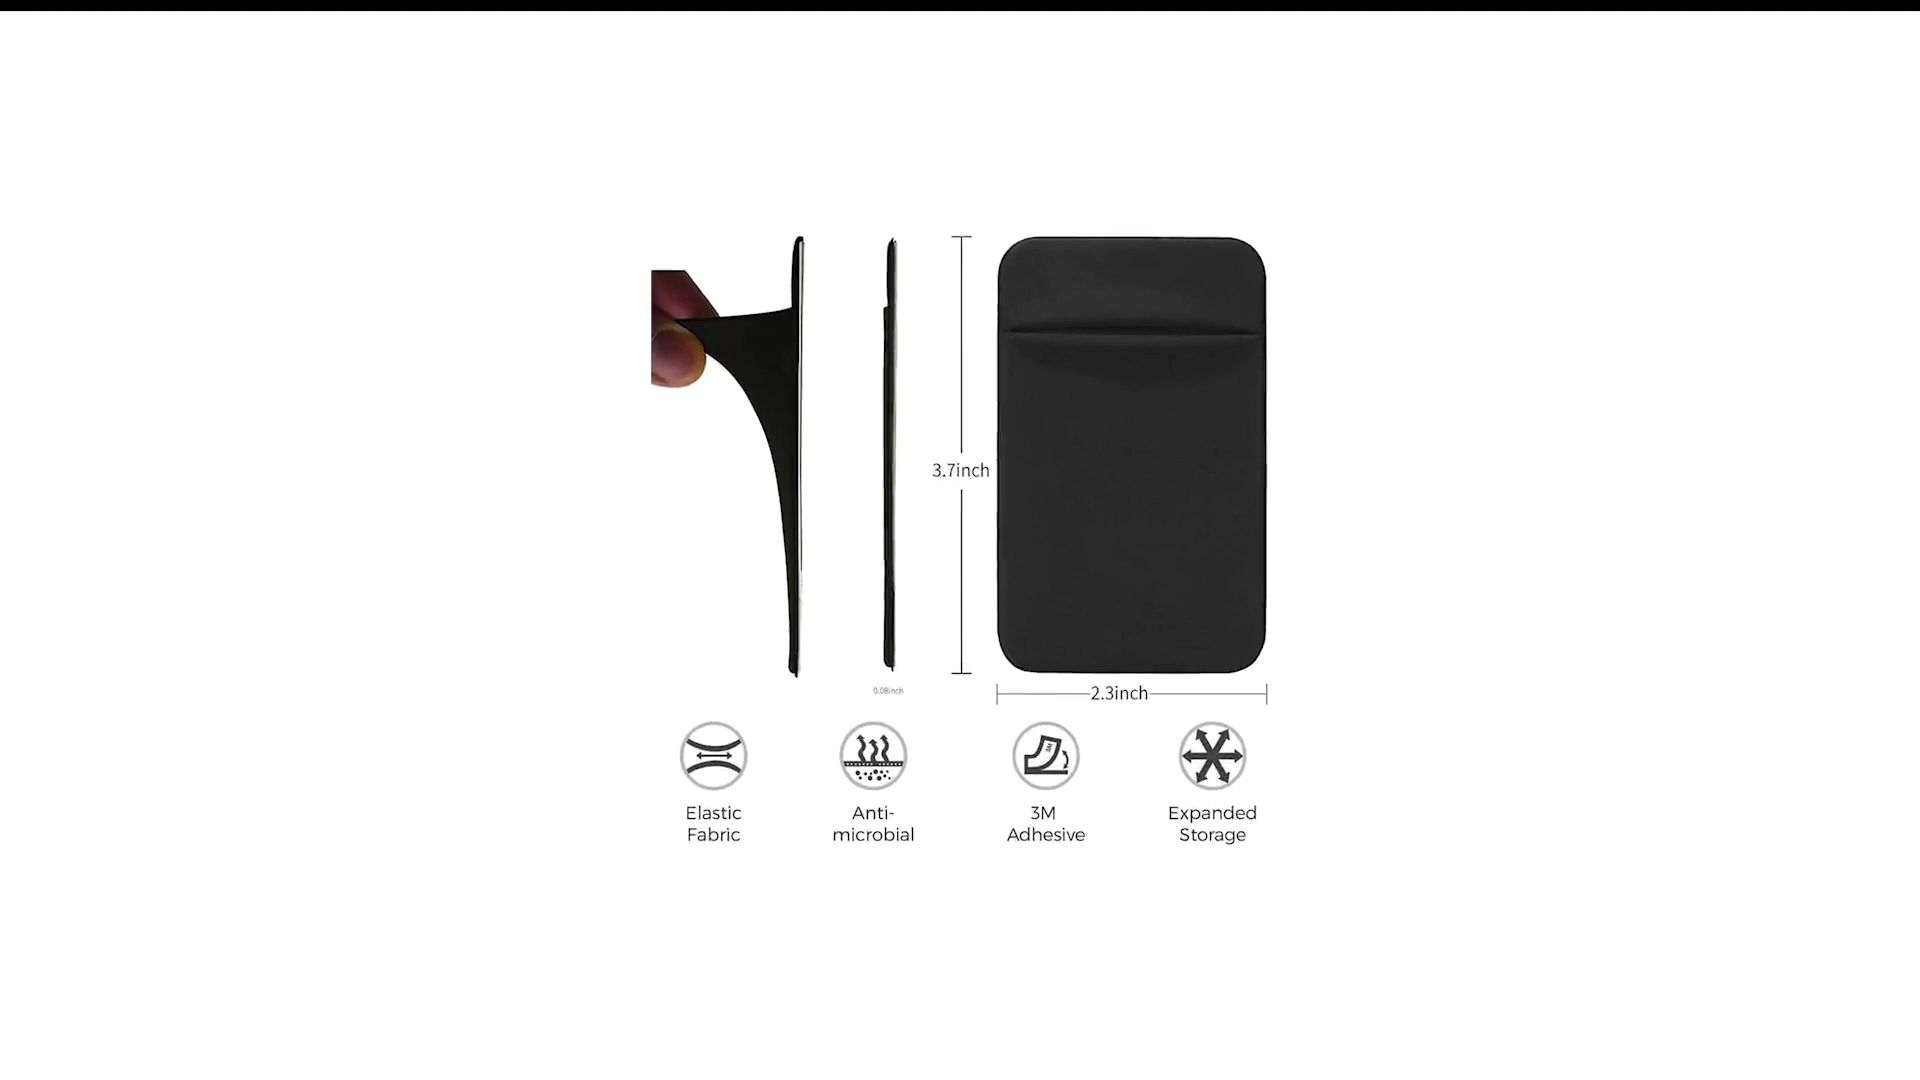 3.7inch
0.08inch
2.3inch
Elastic
Fabric
Anti-
microbial
3M
Adhesive
Expanded
Storage